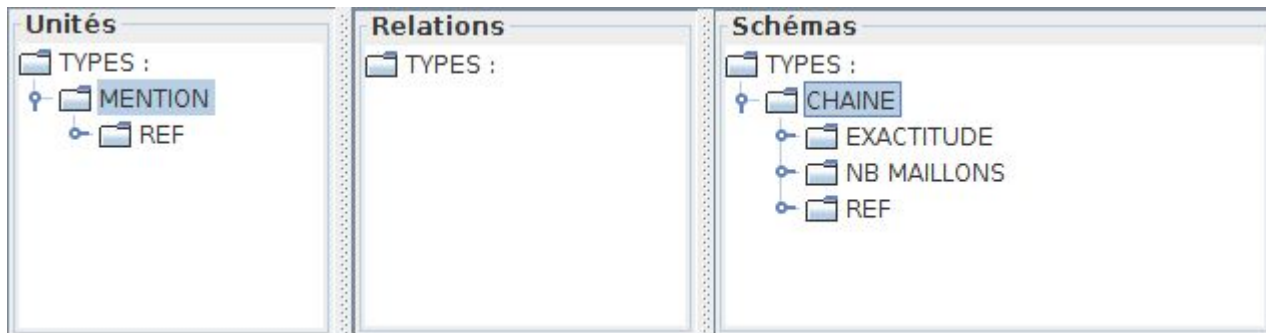 Unités
TYPES :
MENTION
REF
Relations
TYPES :
Schémas
TYPES :
CHAINE
EXACTITUDE
NB MAILLONS
REF